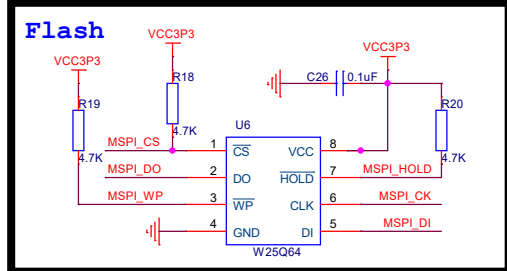 Flash
VCC3P3
VCC3P3
VCC3P3
R18
C26
0.1uF
R19
R20
U6
4.7K
MSPI_CS
1
CS
VCC
8
4.7K
4.7K
MSPI_DO
2
DO
HOLD
7
MSPI_HOLD
MSPI_WP
3
WP
CLK
6
MSPI_CK
4
GND
DI
5
MSPI_DI
W25Q64